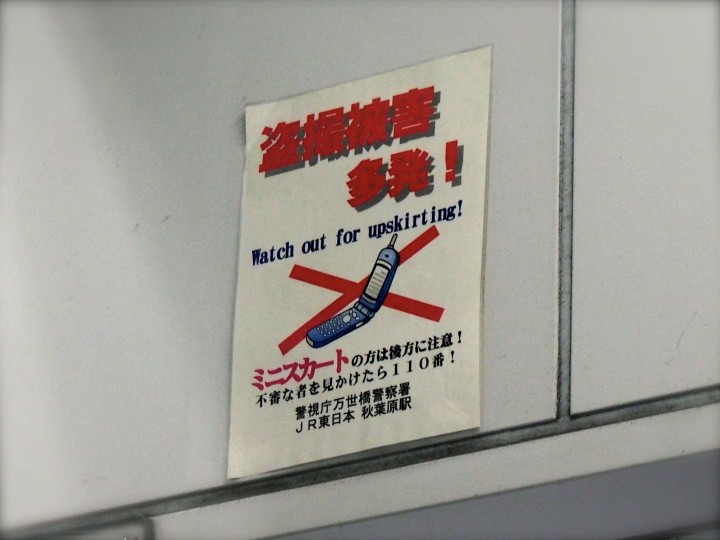 盗撮被害
多発！
Watch out for upskirting!
ミニスカートの方は後方に注意！
不審な者を見かけたら１１０番！
警視庁万世橋警察署
ＪＲ東日本 秋葉原駅